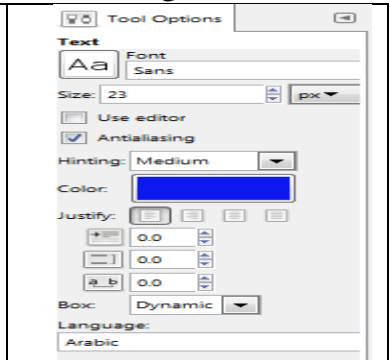 Tool Options
Text
Aa
Font
Sans
Size: 23 px
Use editor
Antialiasing
Hinting: Medium
Color:
Justify:
0.0
0.0
a b 0.0
Box: Dynamic
Language:
Arabic